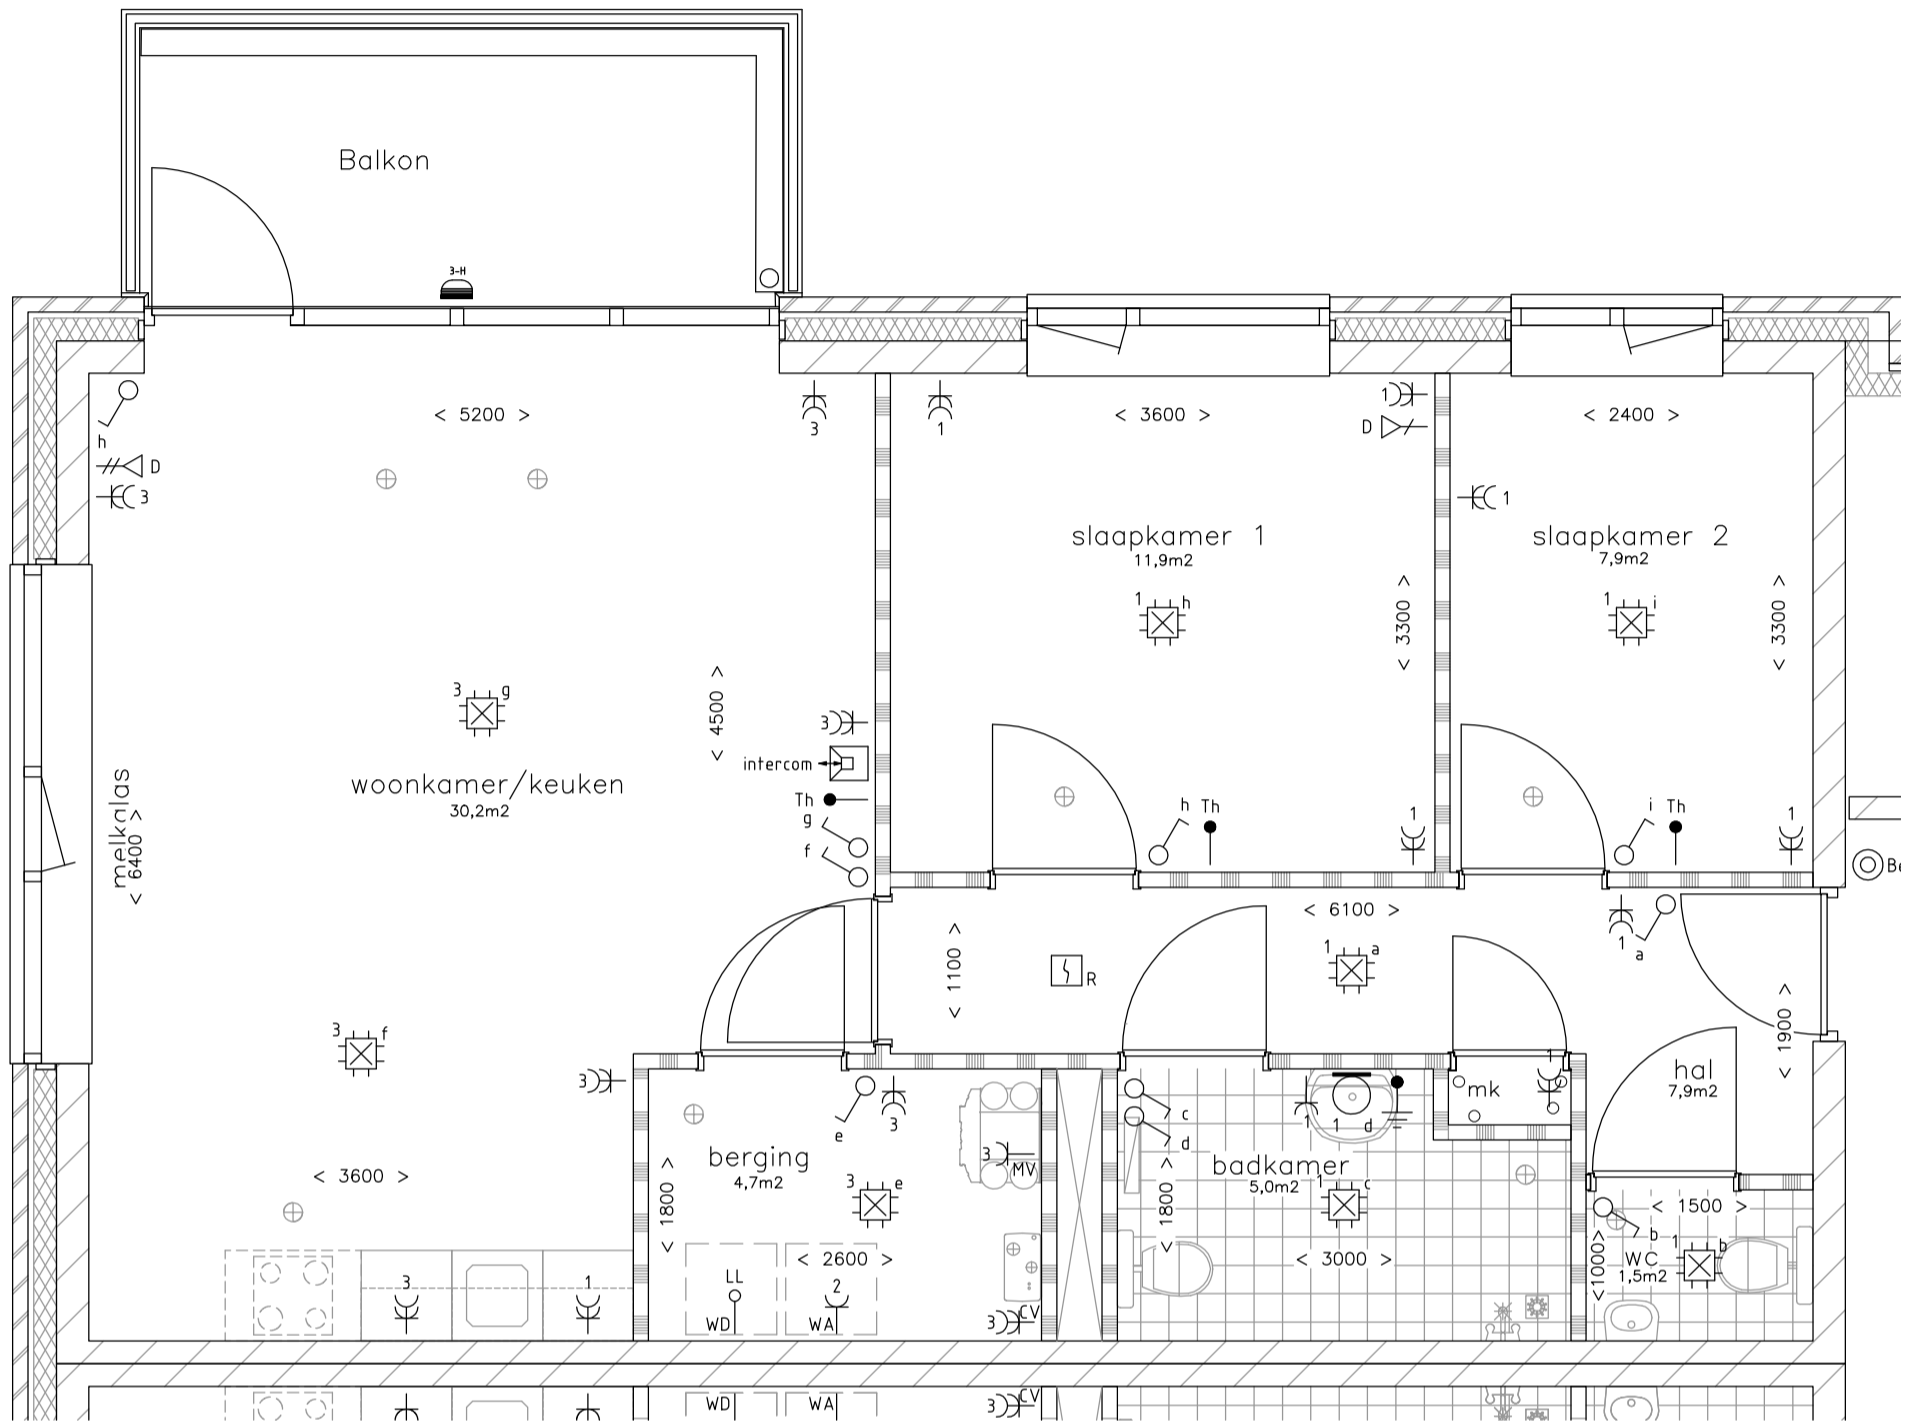 Balkon
3-H
h
D
3
< 5200 >
3
1
< 3600 >
1
D
< 2400 >
1
slaapkamer 1
11,9m2
slaapkamer 2
7,9m2
1 h
< 3300 >
1 i
< 3300 >
3 g
< 4500 >
3
intercom
woonkamer/keuken
30,2m2
Th
g
f
melkglas
< 6400 >
h Th
1
i Th
1
Be
< 6100 >
1
a
< 1100 >
1 a
R
< 1900 >
3 f
3
e
3
berging
4,7m2
3 e
3
MV
c
d
1
1
d
mk
1
hal
7,9m2
badkamer
5,0m2
1 c
< 3600 >
< 1800 >
< 1800 >
< 1500 >
b
1 b
WC
1,5m2
<1000>
< 2600 >
< 3000 >
3
1
LL
2
WD
WA
3
CV
WD
WA
3
CV